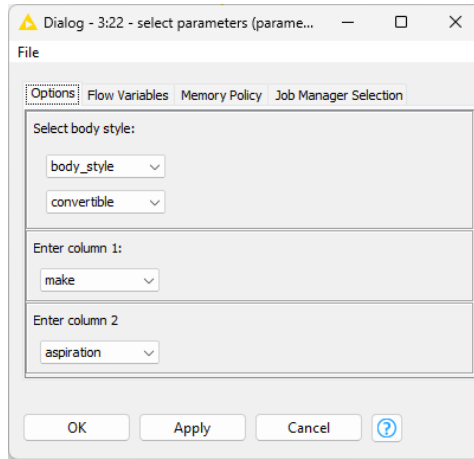 Dialog - 3:22 - select parameters (parame...
File
Options Flow Variables Memory Policy Job Manager Selection
Select body style:
body_style
convertible
Enter column 1:
make
Enter column 2
aspiration
OK Apply Cancel ?